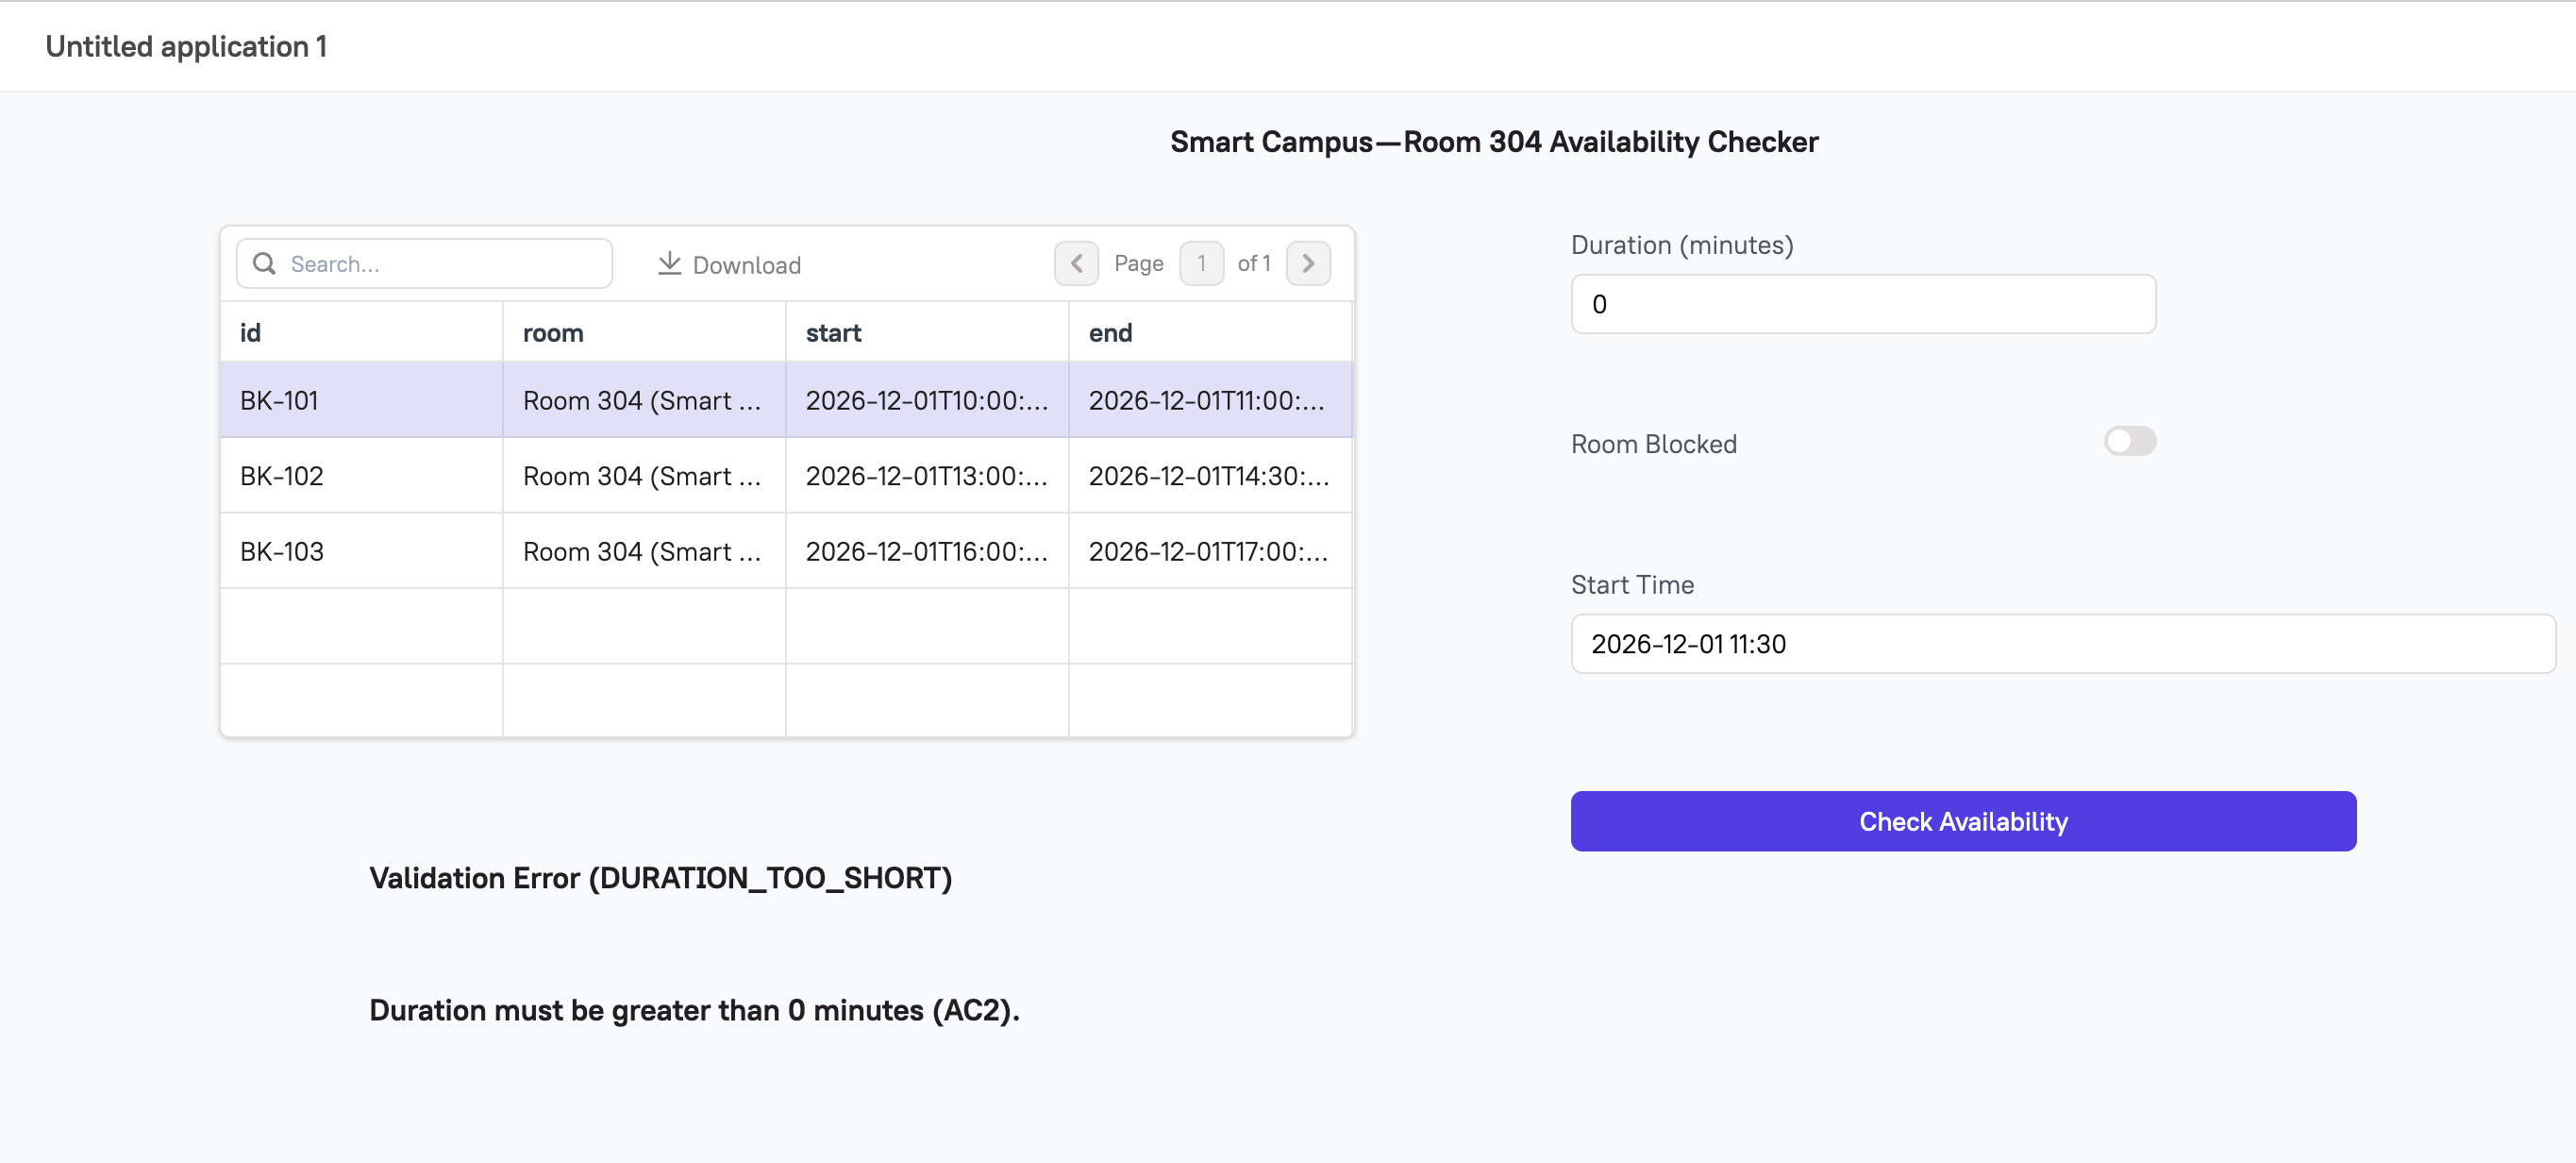 Untitled application 1
Smart Campus—Room 304 Availability Checker
Search...
Download
Page 1 of 1
id room start end
BK-101 Room 304 (Smart ... 2026-12-01T10:00:... 2026-12-01T11:00:...
BK-102 Room 304 (Smart ... 2026-12-01T13:00:... 2026-12-01T14:30:...
BK-103 Room 304 (Smart ... 2026-12-01T16:00:... 2026-12-01T17:00:...
Duration (minutes)
0
Room Blocked
Start Time
2026-12-01 11:30
Check Availability
Validation Error (DURATION_TOO_SHORT)
Duration must be greater than 0 minutes (AC2).